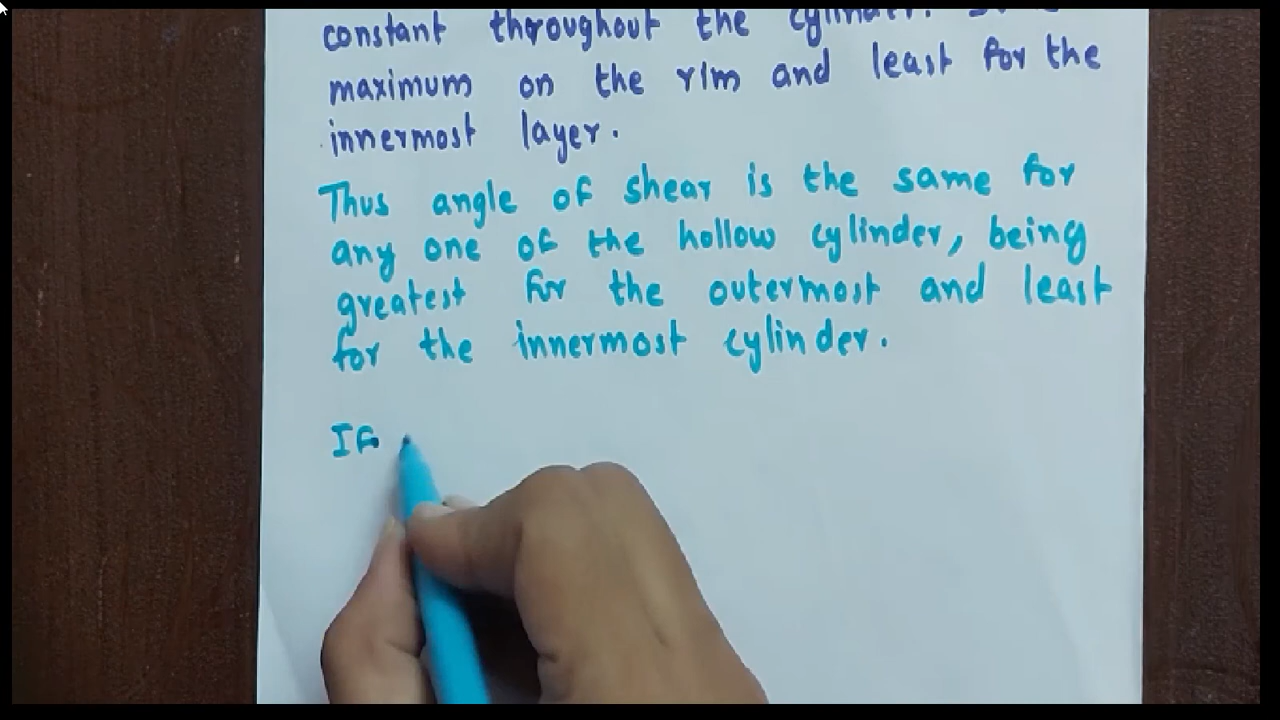 constant throughout the cylinder.
maximum on the rim and least for the
innermost layer.
Thus angle of shear is the same for
any one of the hollow cylinder, being
greatest for the outermost and least
for the innermost cylinder.
If